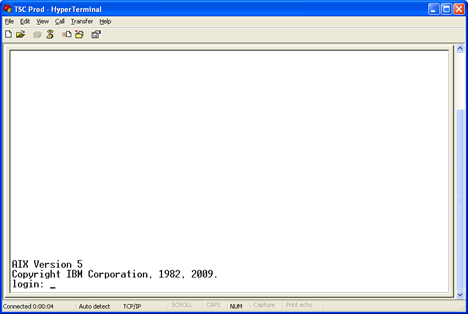 TSC Prod - HyperTerminal
File Edit View Call Transfer Help
AIX Version 5
Copyright IBM Corporation, 1982, 2009.
login: _
Connected 0:00:04 Auto detect TCP/IP SCROLL CAPS NUM Capture Print echo